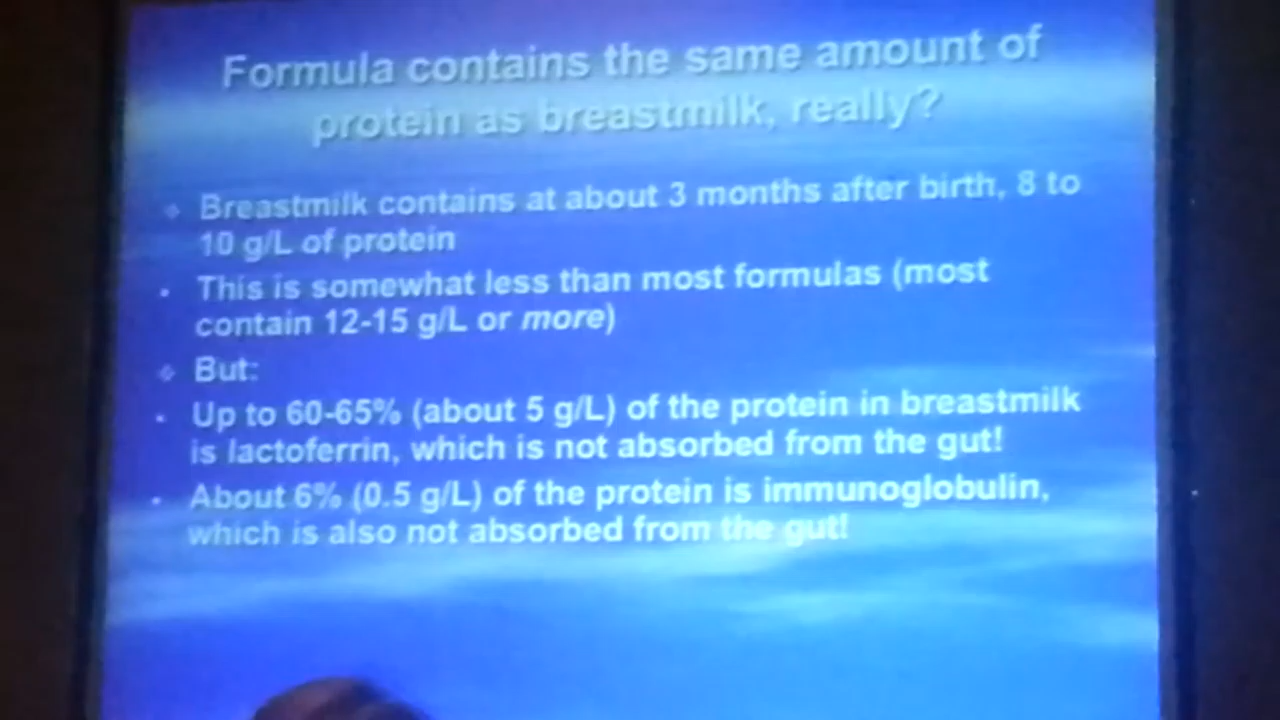 Formula contains the same amount of
protein as breastmilk, really?
Breastmilk contains at about 3 months after birth, 8 to
10 g/L of protein
This is somewhat less than most formulas (most
contain 12-15 g/L or more)
But:
Up to 60-65% (about 5 g/L) of the protein in breastmilk
is lactoferrin, which is not absorbed from the gut!
About 6% (0.5 g/L) of the protein is immunoglobulin,
which is also not absorbed from the gut!